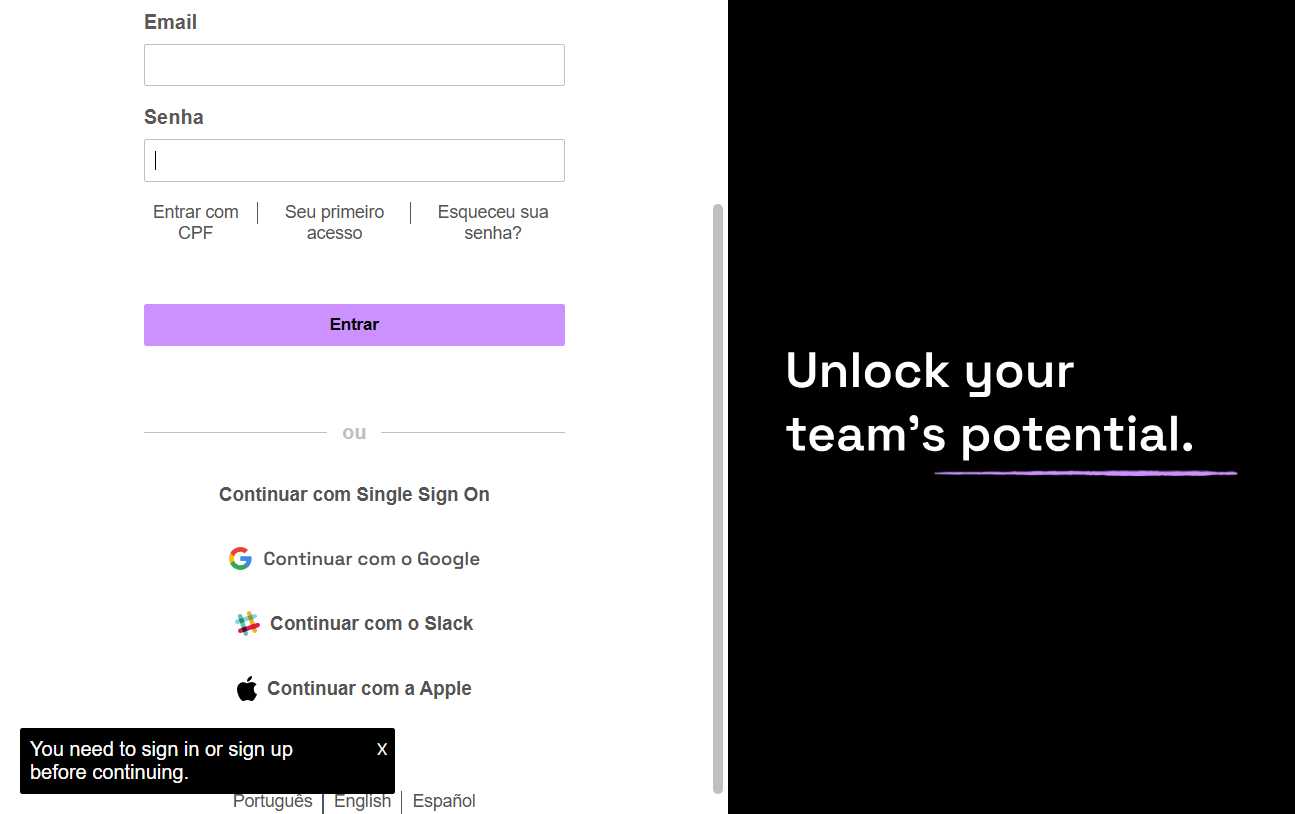 Email
Senha
Entrar com
CPF
Seu primeiro
acesso
Esqueceu sua
senha?
Entrar
ou
Continuar com Single Sign On
Continuar com o Google
Continuar com o Slack
Continuar com a Apple
You need to sign in or sign up
before continuing.
X
Português
English
Español
Unlock your
team's potential.